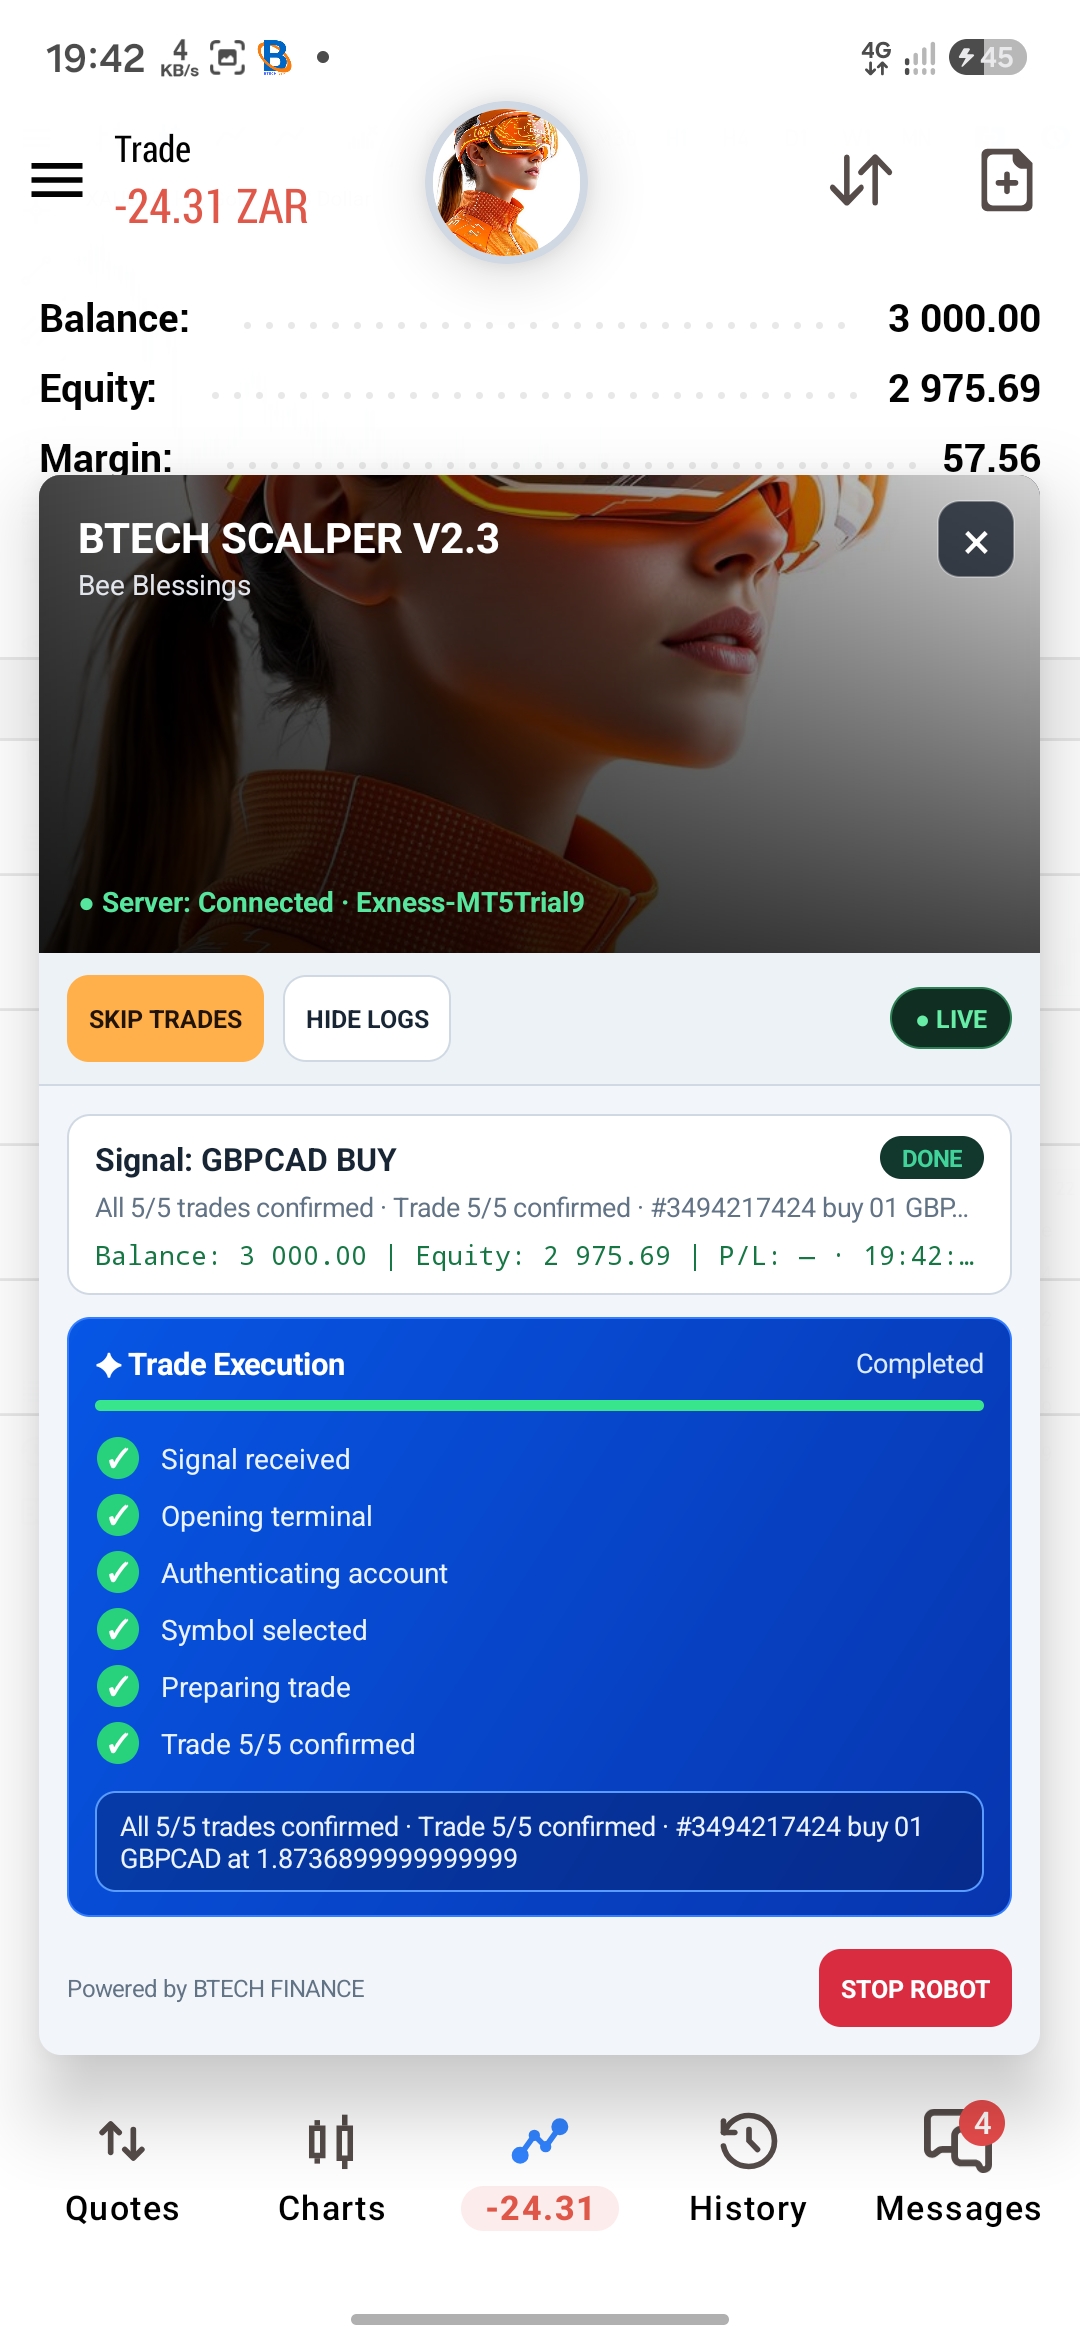 19:42
4
KB/s
B
4G
45
Trade
-24.31 ZAR
Balance:
3 000.00
Equity:
2 975.69
Margin:
57.56
BTECH SCALPER V2.3
×
Bee Blessings
● Server: Connected · Exness-MT5Trial9
SKIP TRADES
HIDE LOGS
● LIVE
Signal: GBPCAD BUY
DONE
All 5/5 trades confirmed · Trade 5/5 confirmed · #3494217424 buy 01 GBP...
Balance: 3 000.00 | Equity: 2 975.69 | P/L: — · 19:42:…
✦ Trade Execution
Completed
✓ Signal received
✓ Opening terminal
✓ Authenticating account
✓ Symbol selected
✓ Preparing trade
✓ Trade 5/5 confirmed
All 5/5 trades confirmed · Trade 5/5 confirmed · #3494217424 buy 01
GBPCAD at 1.8736899999999999
Powered by BTECH FINANCE
STOP ROBOT
4
Quotes
Charts
-24.31
History
Messages